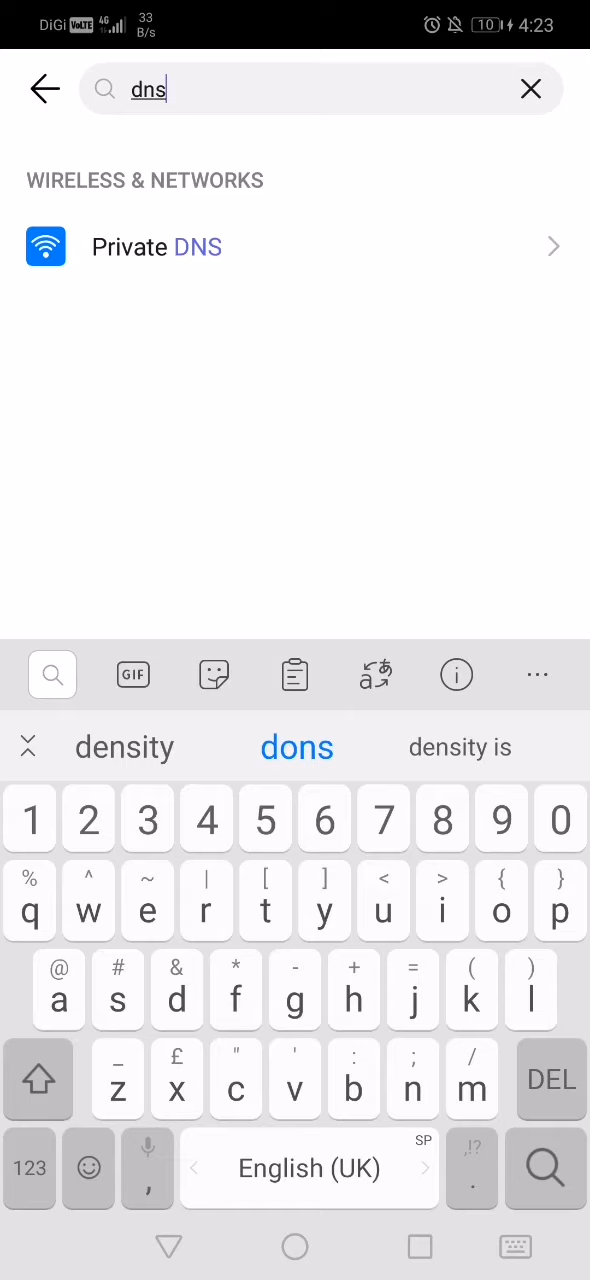 DiGi VoLTE 4G 33 B/s 10 4:23
dns
WIRELESS & NETWORKS
Private DNS
GIF
density dons density is
1 2 3 4 5 6 7 8 9 0
% ^ ~ | [ ] < > { }
q w e r t y u i o p
@ # & * - + = ( )
a s d f g h j k l
_ £ " ' : ; /
z x c v b n m DEL
SP ,!?
123 , English (UK) .